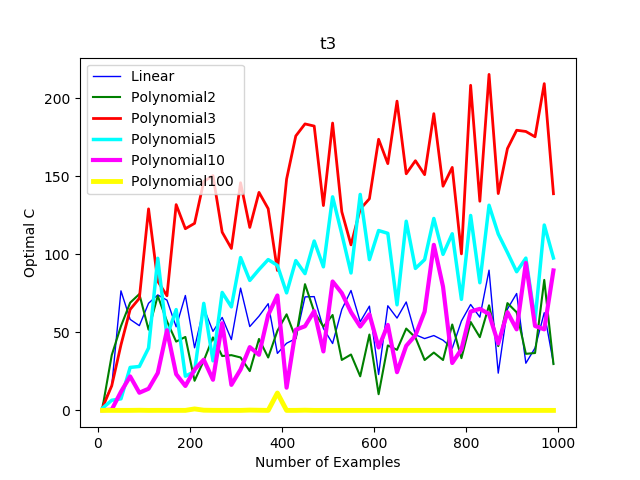 t3
Linear
Polynomial2
Polynomial3
Polynomial5
Polynomial10
Polynomial100
200
150
100
50
0
Optimal C
0 200 400 600 800 1000
Number of Examples